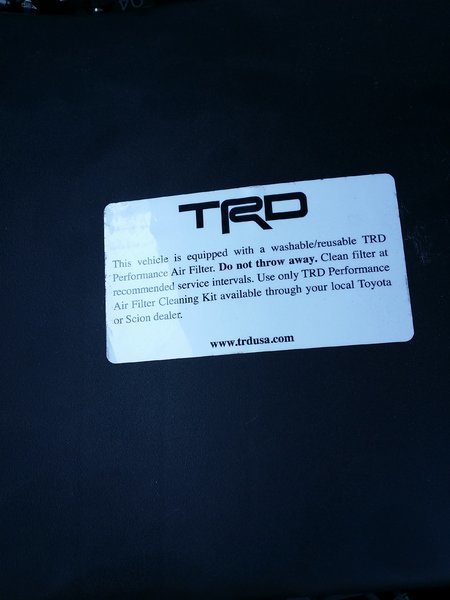 TRD
This vehicle is equipped with a washable/reusable TRD
Performance Air Filter. Do not throw away. Clean filter at
recommended service intervals. Use only TRD Performance
Air Filter Cleaning Kit available through your local Toyota
or Scion dealer.
www.trdusa.com